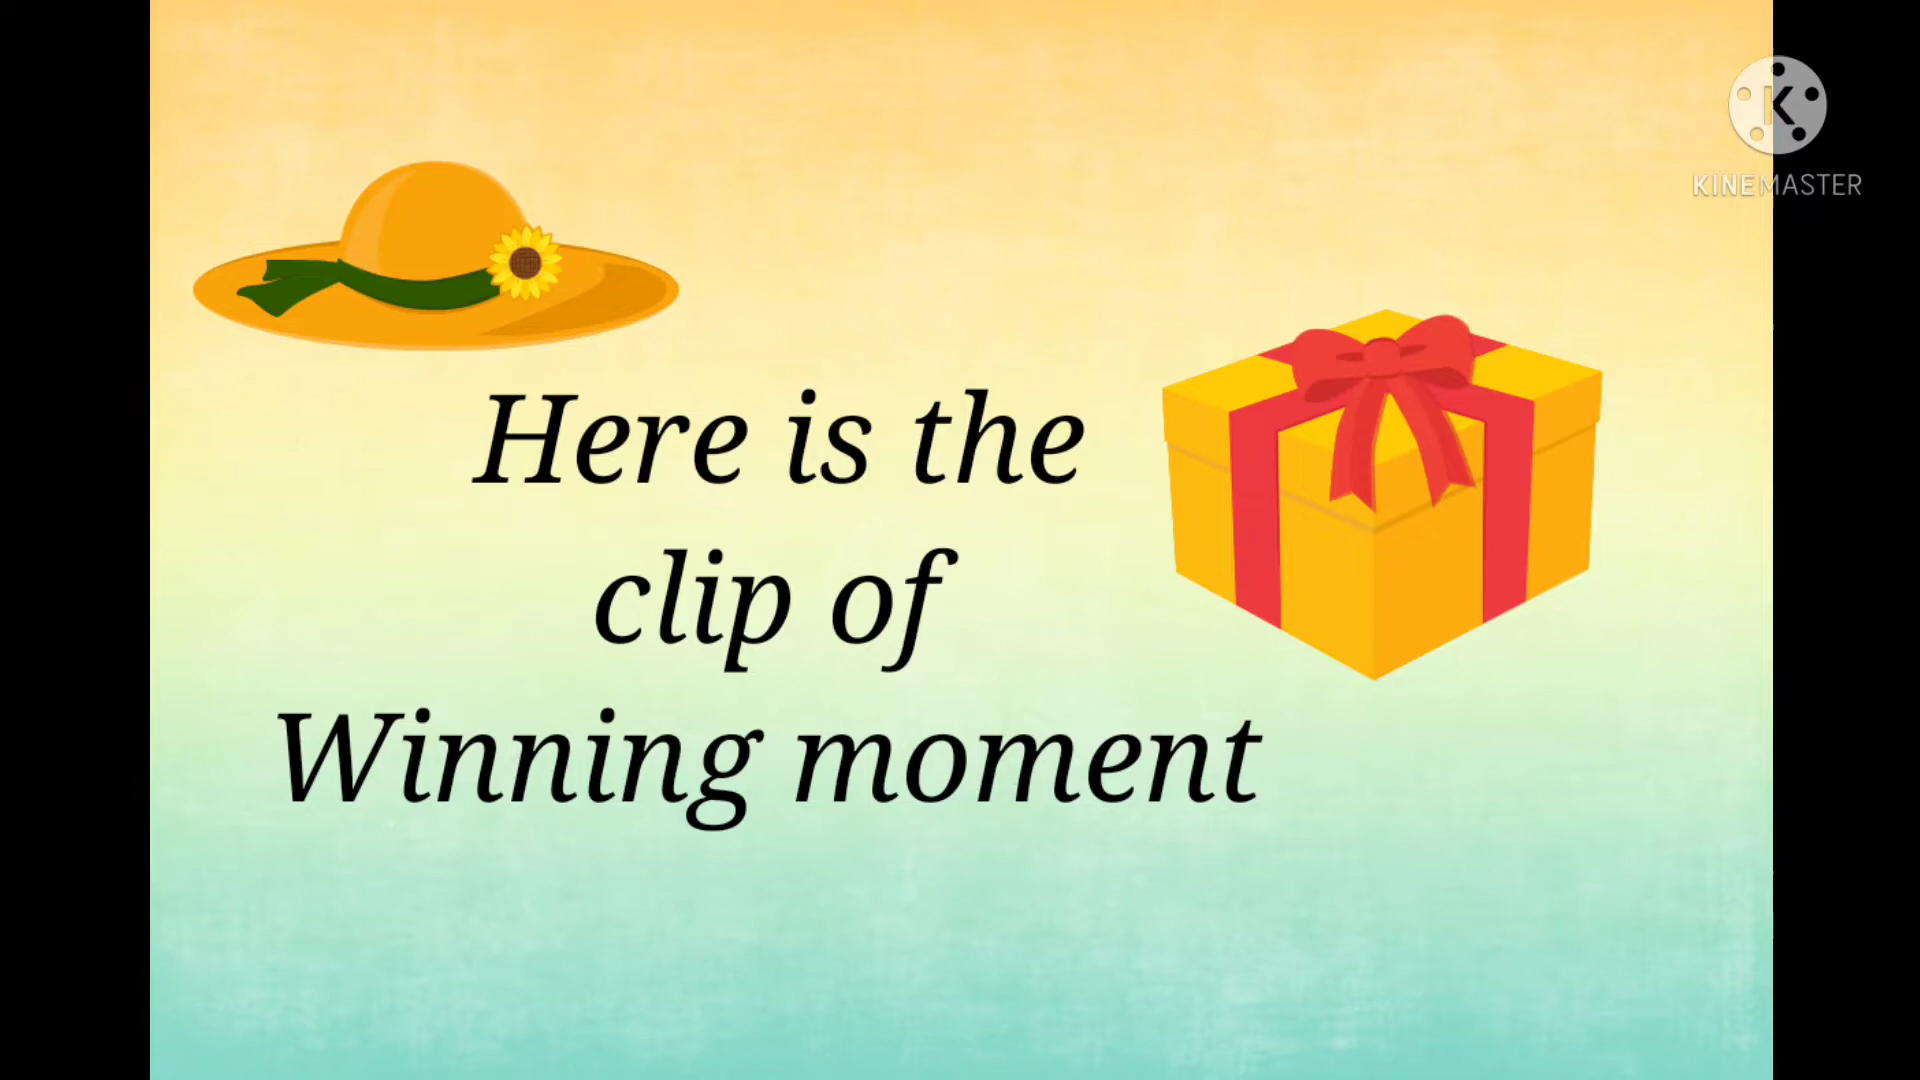 K
KINEMASTER
Here is the
clip of
Winning moment